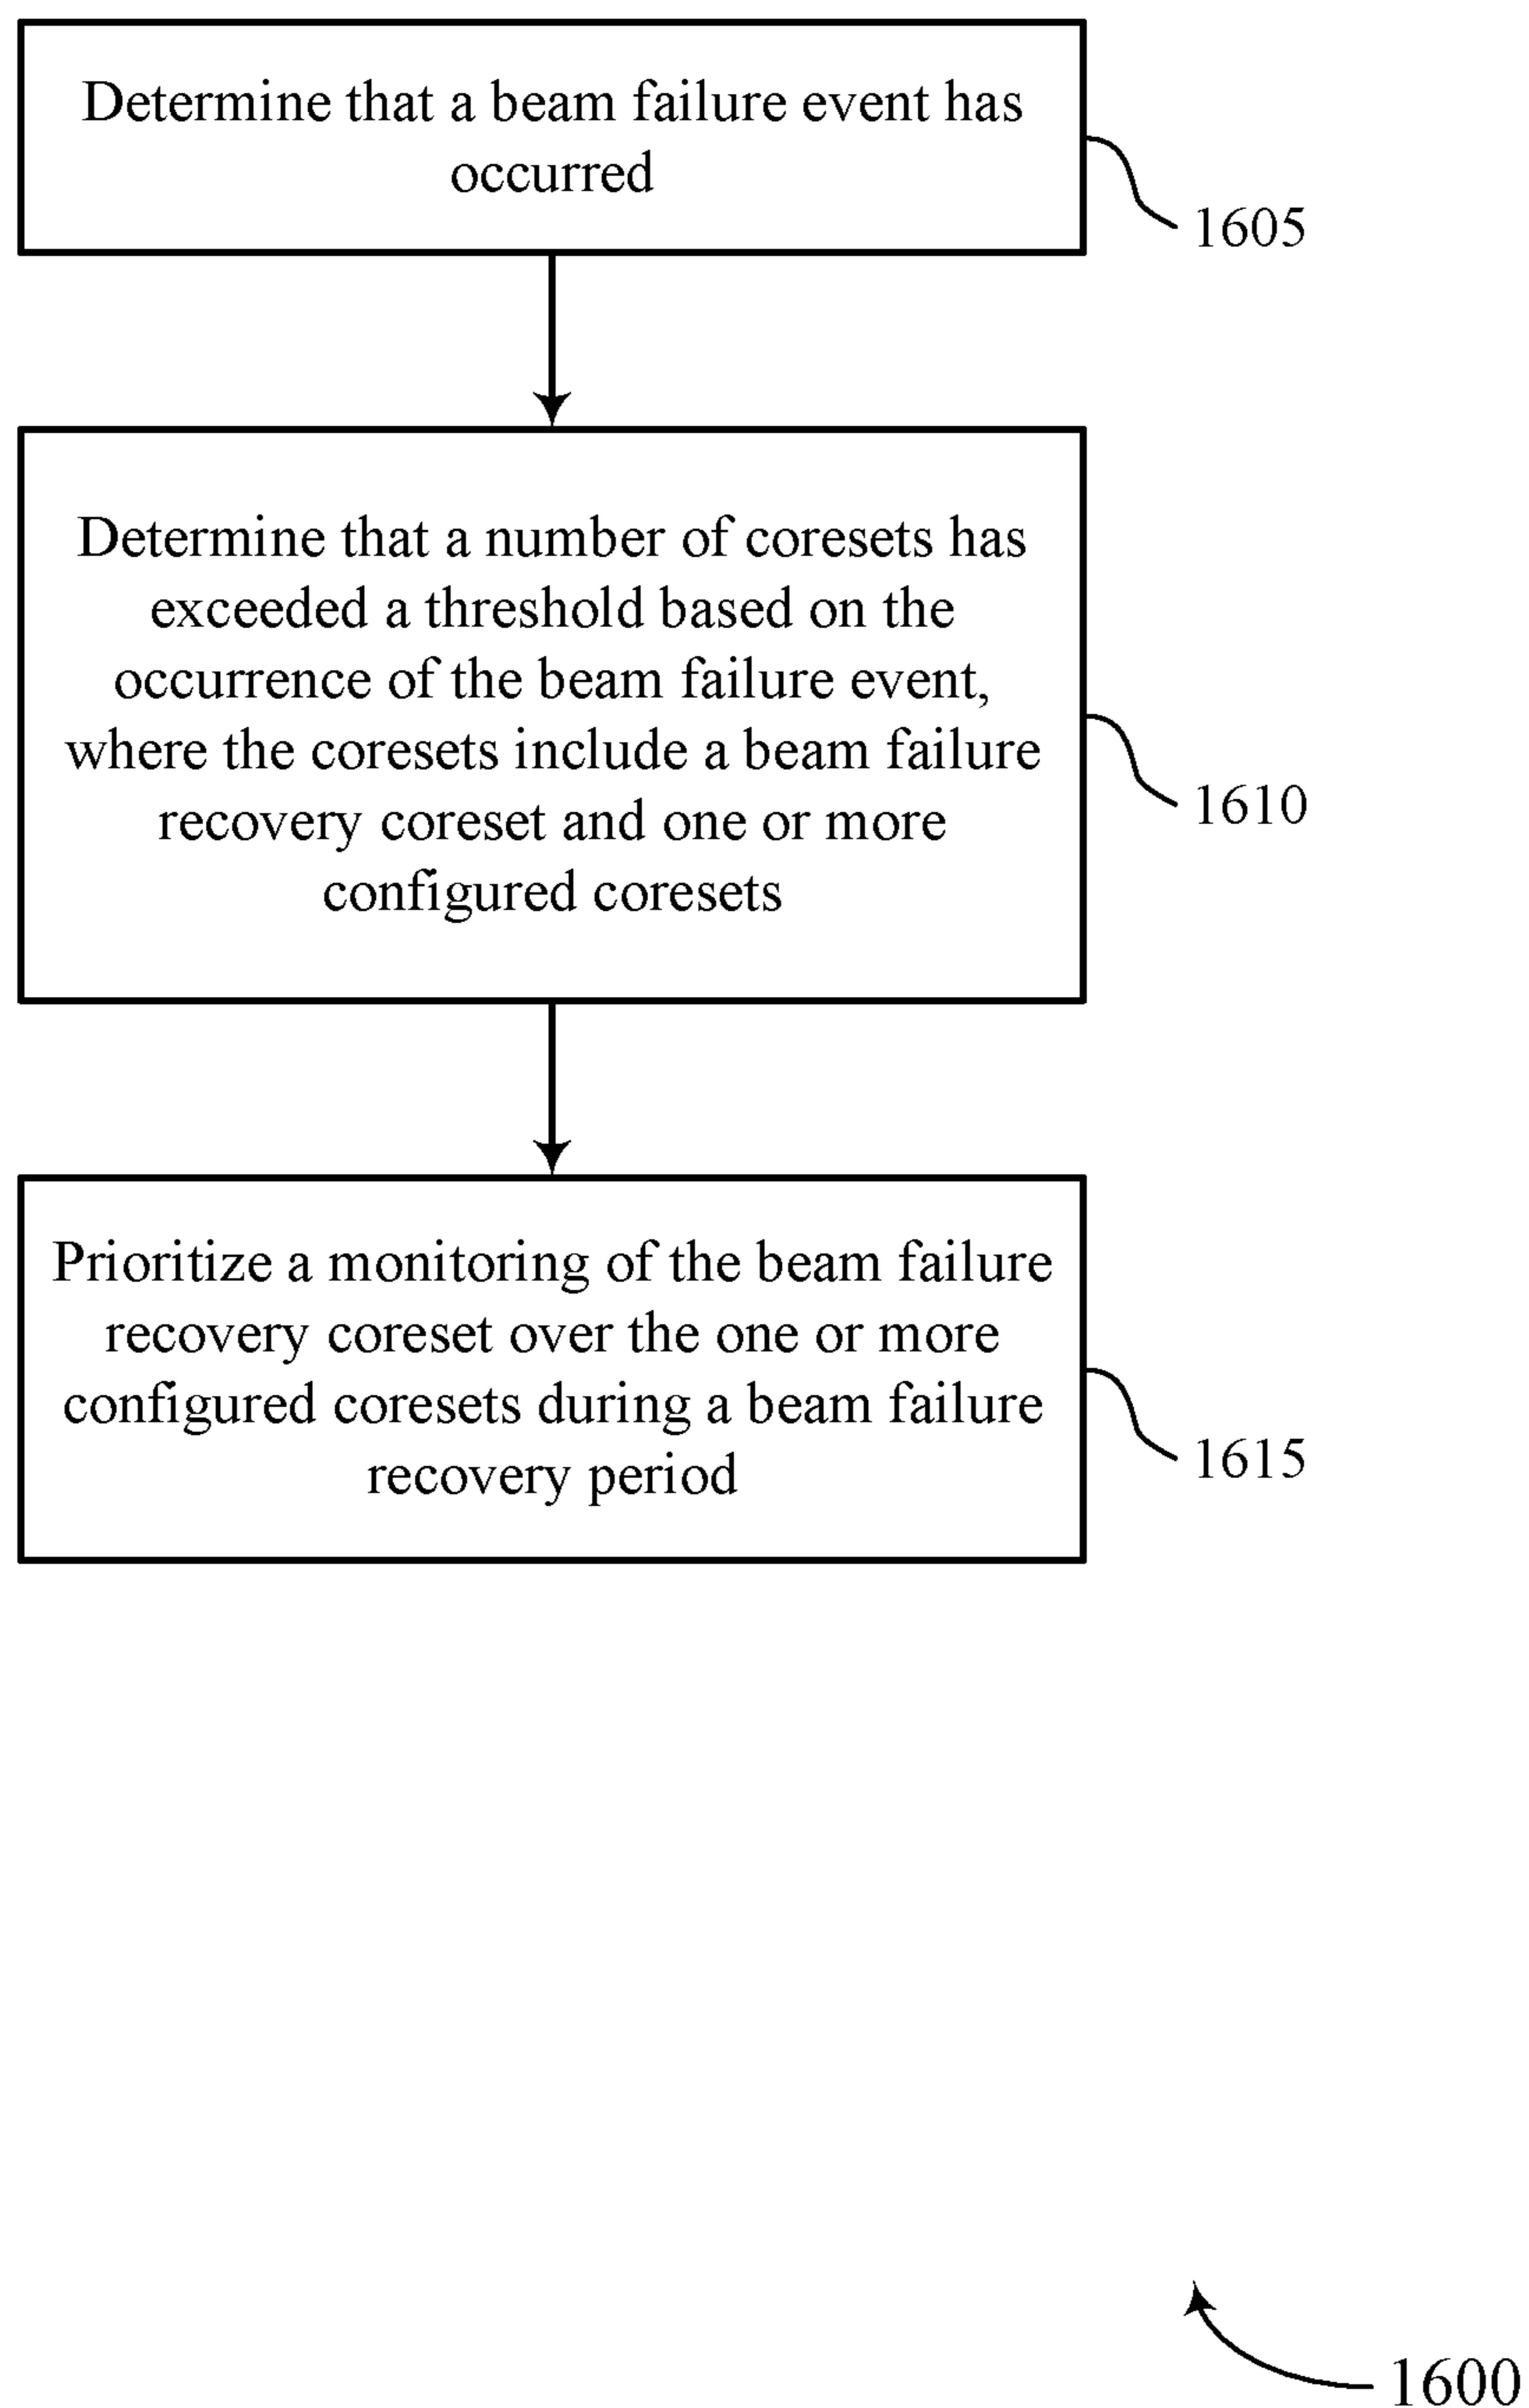 Determine that a beam failure event has
occurred
1605
Determine that a number of coresets has
exceeded a threshold based on the
occurrence of the beam failure event,
where the coresets include a beam failure
recovery coreset and one or more
configured coresets
1610
Prioritize a monitoring of the beam failure
recovery coreset over the one or more
configured coresets during a beam failure
recovery period
1615
1600